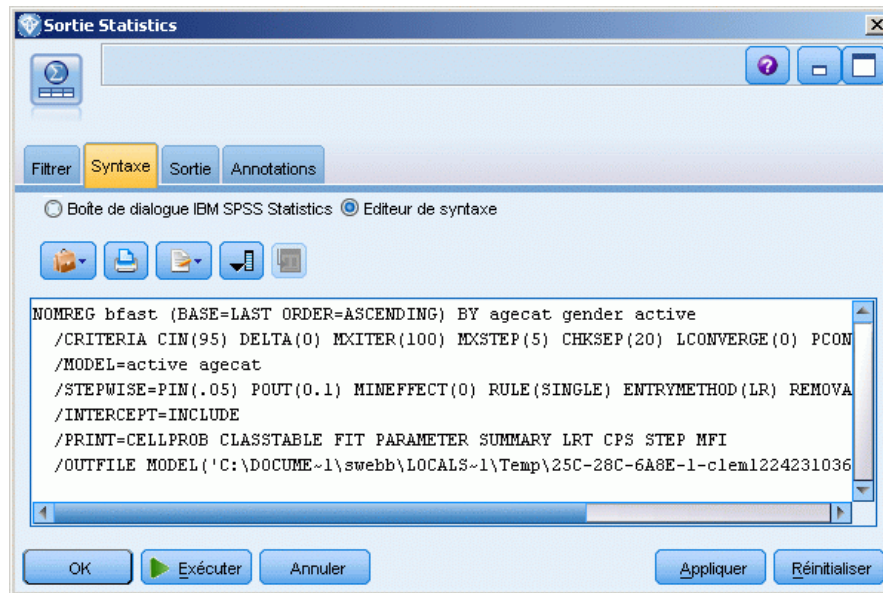 Sortie Statistics
Filtrer Syntaxe Sortie Annotations
Boîte de dialogue IBM SPSS Statistics Editeur de syntaxe
NOMREG bfast (BASE=LAST ORDER=ASCENDING) BY agecat gender active
/CRITERIA CIN(95) DELTA(0) MXITER(100) MXSTEP(5) CHKSEP(20) LCONVERGE(0) PCON
/MODEL=active agecat
/STEPWISE=PIN(.05) POUT(0.1) MINEFFECT(0) RULE(SINGLE) ENTRYMETHOD(LR) REMOVA
/INTERCEPT=INCLUDE
/PRINT=CELLPROB CLASSTABLE FIT PARAMETER SUMMARY LRT CPS STEP MFI
/OUTFILE MODEL('C:\DOCUME~1\swebb\LOCALS~1\Temp\25C-28C-6A8E-1-clem1224231036
OK Exécuter Annuler Appliquer Réinitialiser